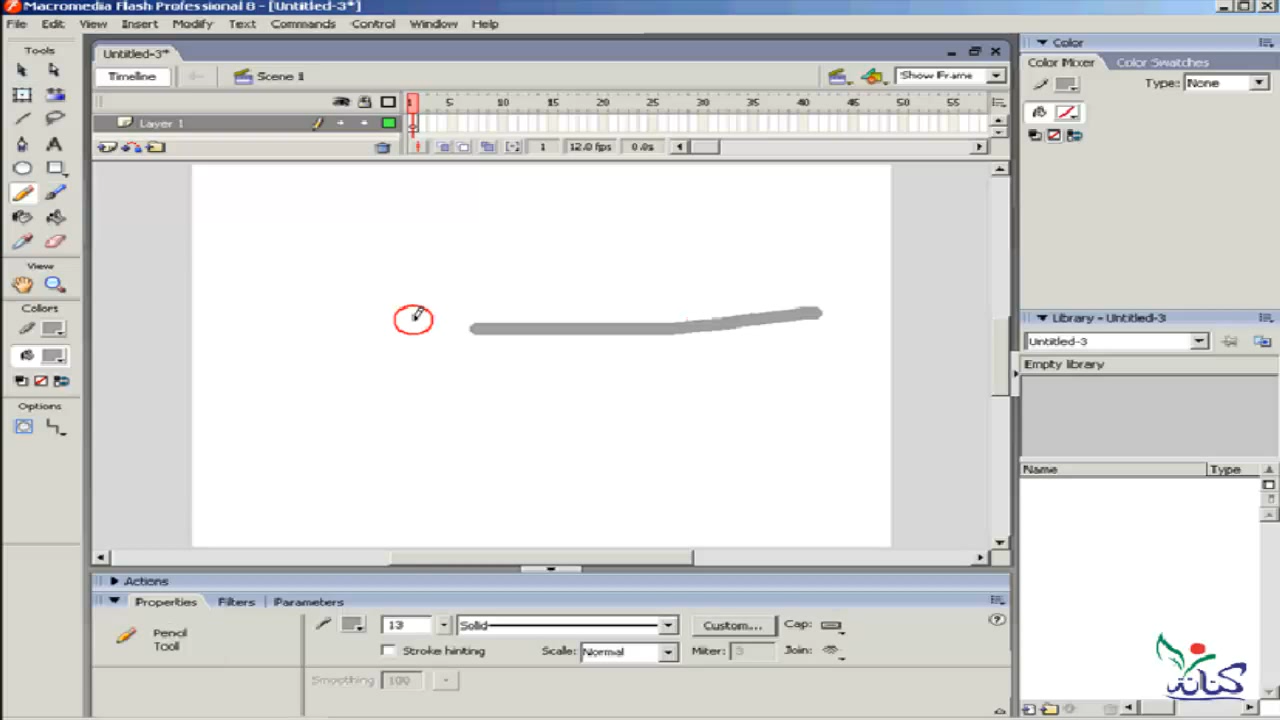 Macromedia Flash Professional 8 - [Untitled-3*]
File Edit View Insert Modify Text Commands Control Window Help
Tools
Untitled-3*
Color
Color Mixer Color Swatches
Timeline Scene 1 Show Frame
Type: None
1 5 10 15 20 25 30 35 40 45 50 55
Layer 1
1 12.0 fps 0.0s
View
Colors
Library - Untitled-3
Untitled-3
Empty library
Options
Name Type
Actions
Properties Filters Parameters
Pencil
Tool
13 Solid Custom... Cap:
Stroke hinting Scale: Normal Miter: 3 Join:
Smoothing 100
كنانة